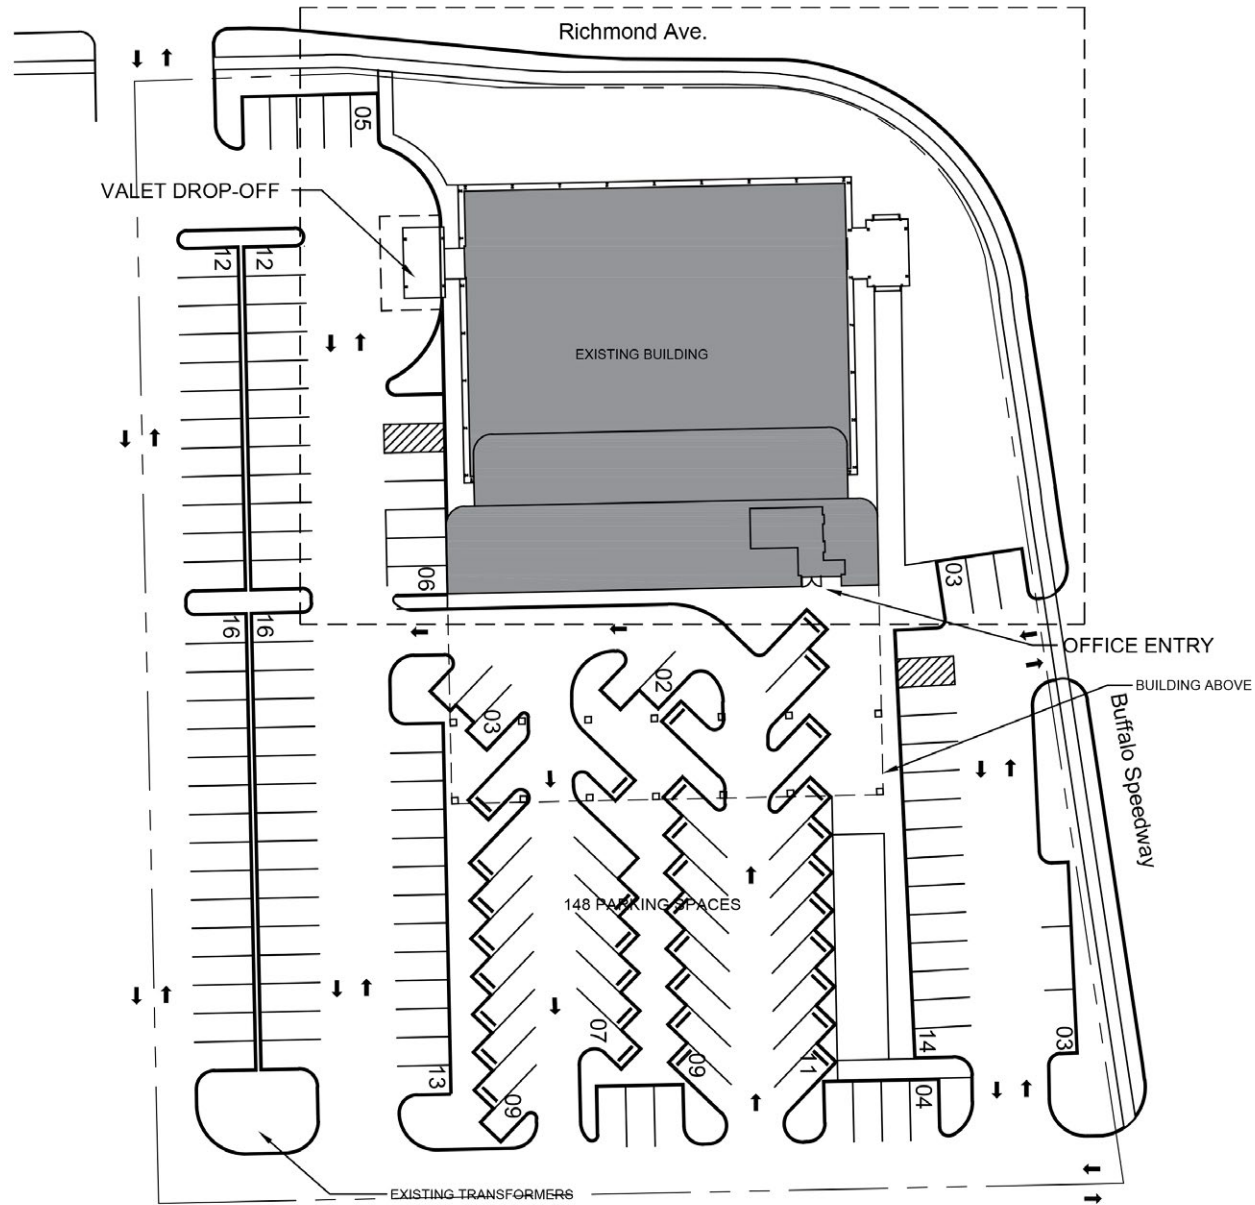 Richmond Ave.
05
VALET DROP-OFF
12
12
EXISTING BUILDING
06
03
16
16
OFFICE ENTRY
02
BUILDING ABOVE
03
Buffalo Speedway
148 PARKING SPACES
07
14
03
13
09
11
09
04
EXISTING TRANSFORMERS